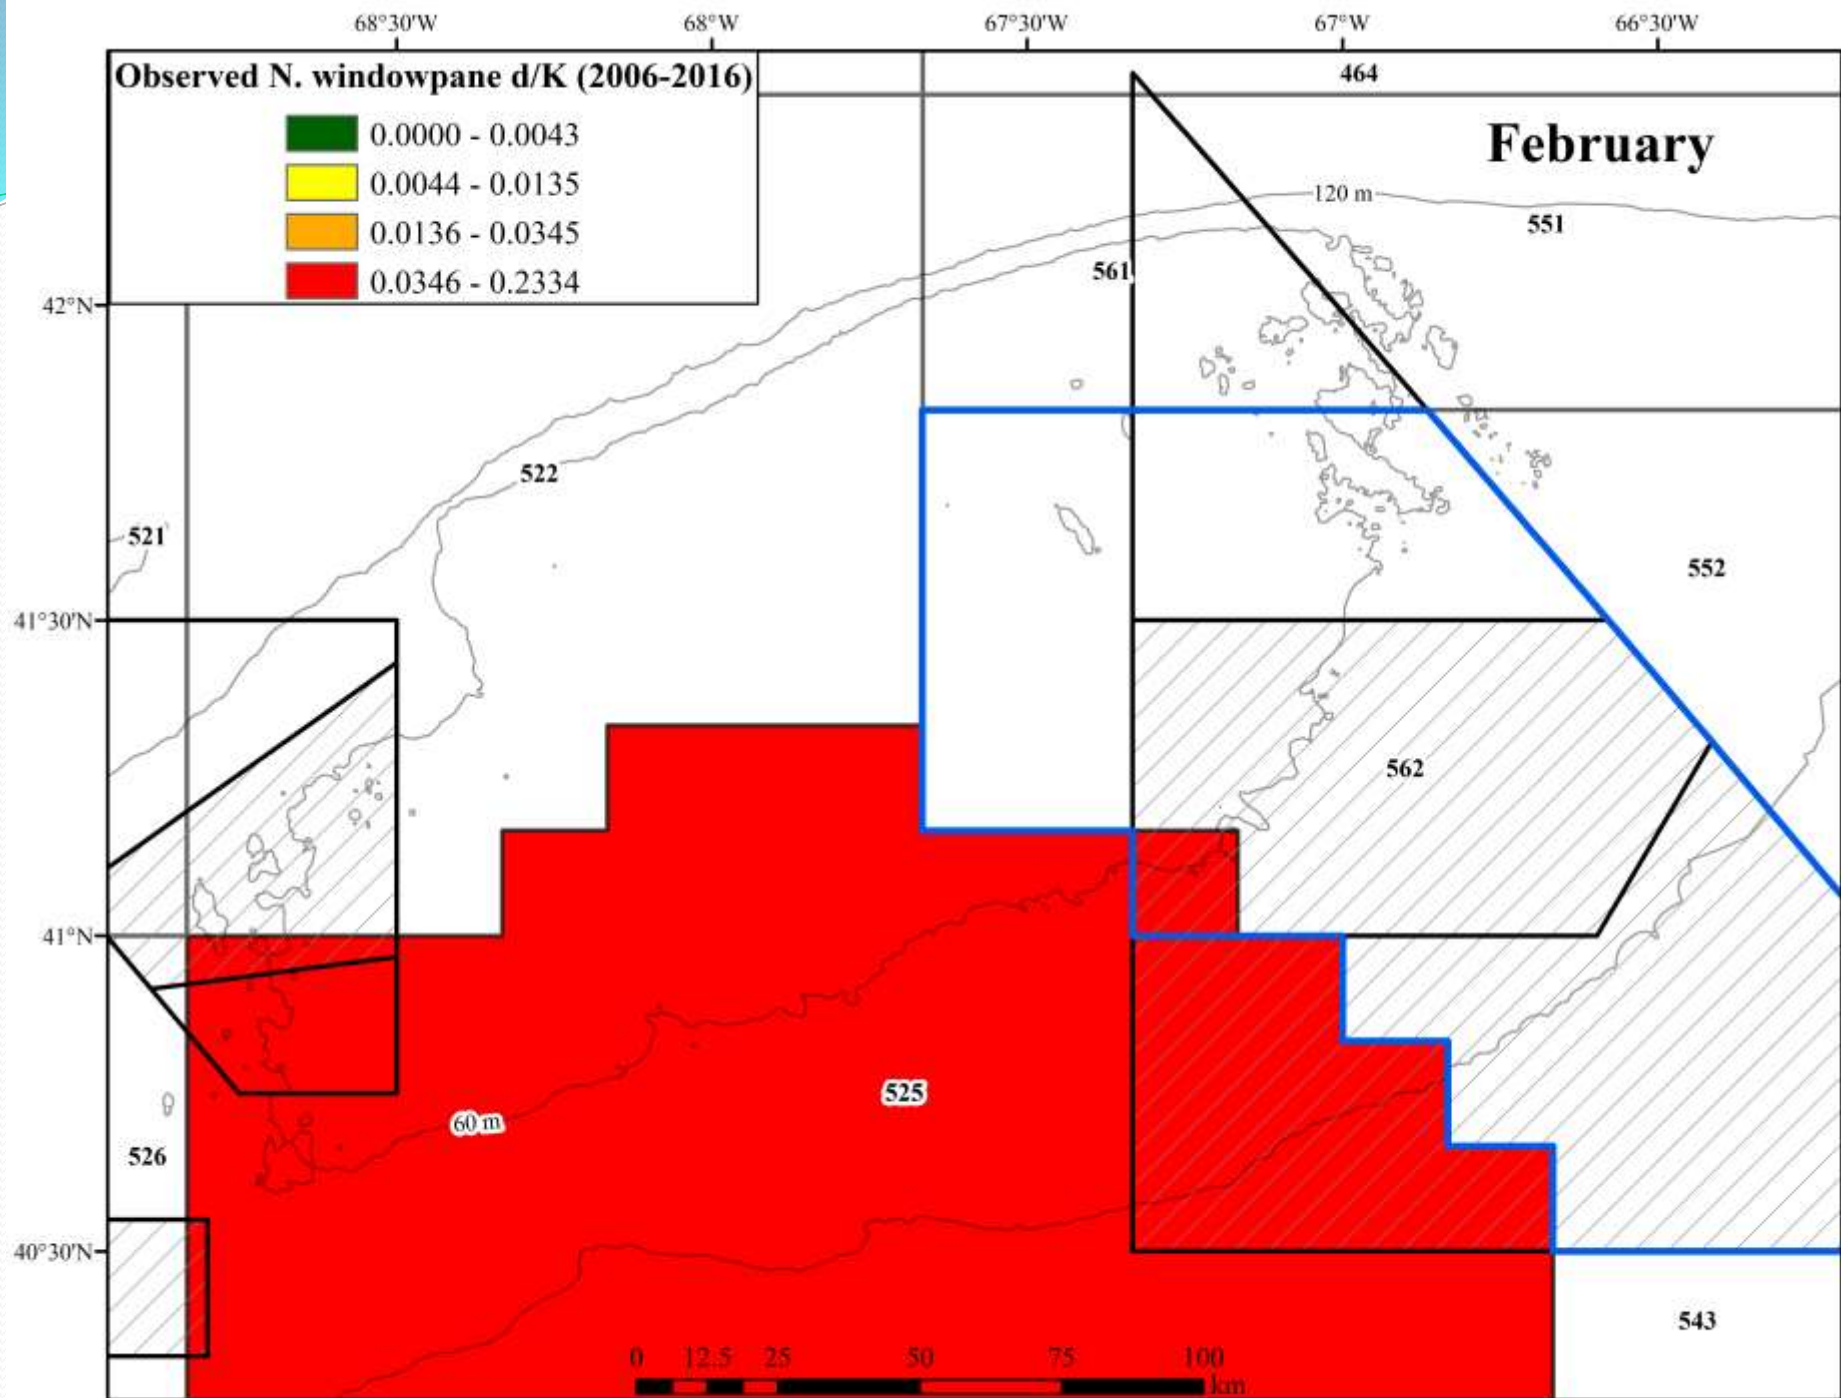 68°30'W 68°W 67°30'W 67°W 66°30'W
Observed N. windowpane d/K (2006-2016)
0.0000 - 0.0043
0.0044 - 0.0135
0.0136 - 0.0345
0.0346 - 0.2334
464
February
120 m
551
561
42°N
522
521
552
41°30'N
562
41°N
525
60 m
526
40°30'N
543
0 12.5 25 50 75 100
km